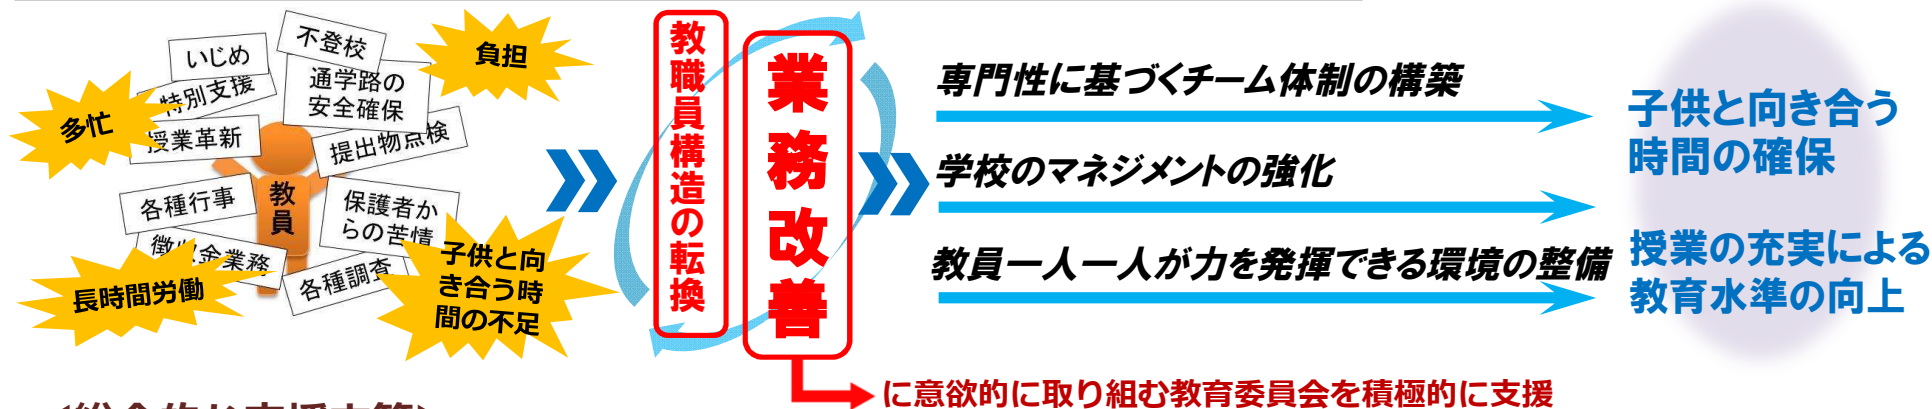 いじめ
不登校
負担
特別支援
通学路の
安全確保
多忙
授業革新
提出物点検
教
員
各種行事
保護者か
らの苦情
徴収金業務
長時間労働
各種調査
子供と向
き合う時
間の不足
教職員構造の転換
業務改善
専門性に基づくチーム体制の構築
学校のマネジメントの強化
教員一人一人が力を発揮できる環境の整備
子供と向き合う
時間の確保
授業の充実による
教育水準の向上
に意欲的に取り組む教育委員会を積極的に支援